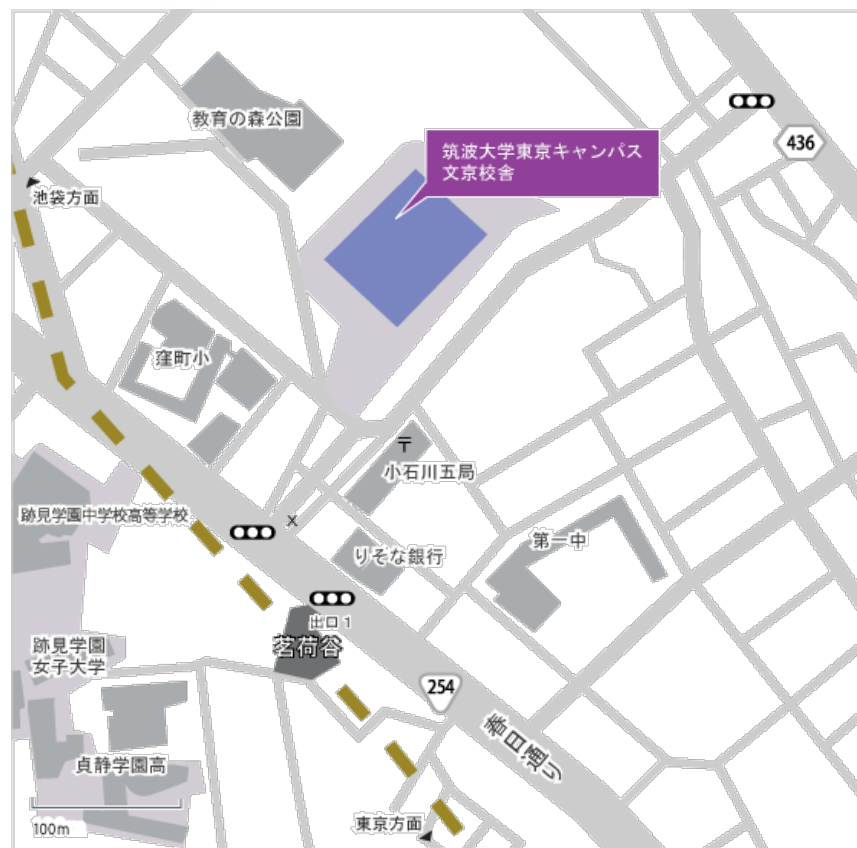 教育の森公園
筑波大学東京キャンパス
文京校舎
436
池袋方面
窪町小
〒
小石川五局
跡見学園中学校高等学校
X
りそな銀行
第一中
出口1
茗荷谷
跡見学園
女子大学
254
春日通り
貞静学園高
100m
東京方面